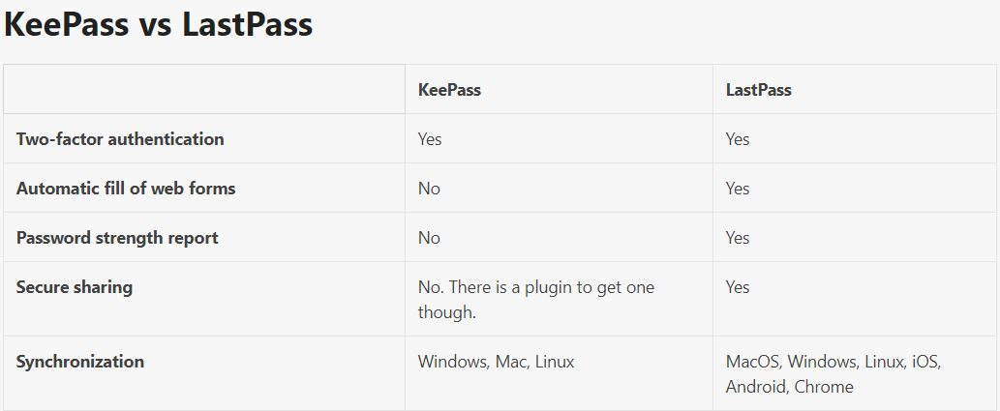 KeePass vs LastPass
KeePass LastPass
Two-factor authentication Yes Yes
Automatic fill of web forms No Yes
Password strength report No Yes
Secure sharing No. There is a plugin to get one Yes
though.
Synchronization Windows, Mac, Linux MacOS, Windows, Linux, iOS,
Android, Chrome